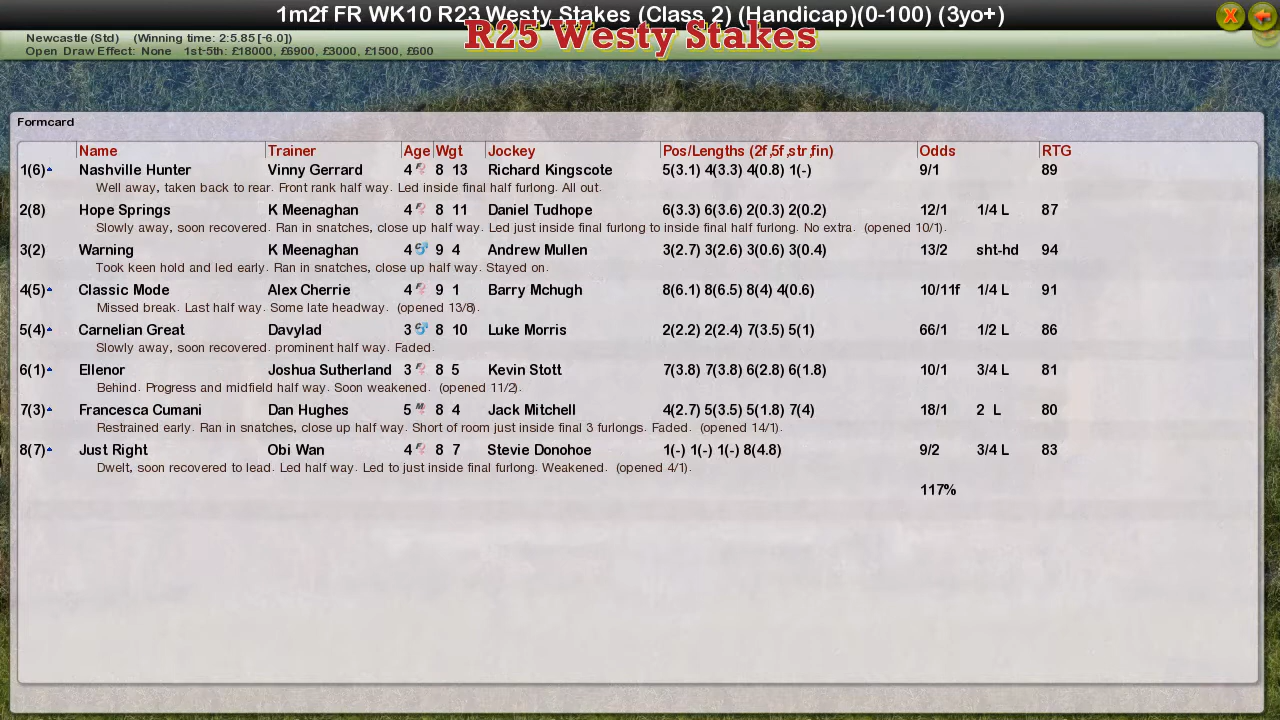 1m2f FR WK10 R23 Westy Stakes (Class 2) (Handicap)(0-100) (3yo+)
R25 Westy Stakes
Newcastle (Std) (Winning time: 2:5.85 [-6.0])
Open Draw Effect: None 1st-5th: £18000, £6900, £3000, £1500, £600
Formcard
Name Trainer Age Wgt Jockey Pos/Lengths (2f,5f,str,fin) Odds RTG
1(6) Nashville Hunter Vinny Gerrard 4 F 8 13 Richard Kingscote 5(3.1) 4(3.3) 4(0.8) 1(-) 9/1 89
Well away, taken back to rear. Front rank half way. Led inside final half furlong. All out.
2(8) Hope Springs K Meenaghan 4 F 8 11 Daniel Tudhope 6(3.3) 6(3.6) 2(0.3) 2(0.2) 12/1 1/4 L 87
Slowly away, soon recovered. Ran in snatches, close up half way. Led just inside final furlong to inside final half furlong. No extra. (opened 10/1).
3(2) Warning K Meenaghan 4 9 4 Andrew Mullen 3(2.7) 3(2.6) 3(0.6) 3(0.4) 13/2 sht-hd 94
Took keen hold and led early. Ran in snatches, close up half way. Stayed on.
4(5) Classic Mode Alex Cherrie 4 F 9 1 Barry Mchugh 8(6.1) 8(6.5) 8(4) 4(0.6) 10/11f 1/4 L 91
Missed break. Last half way. Some late headway. (opened 13/8).
5(4) Carnelian Great Davylad 3 8 10 Luke Morris 2(2.2) 2(2.4) 7(3.5) 5(1) 66/1 1/2 L 86
Slowly away, soon recovered. prominent half way. Faded.
6(1) Ellenor Joshua Sutherland 3 F 8 5 Kevin Stott 7(3.8) 7(3.8) 6(2.8) 6(1.8) 10/1 3/4 L 81
Behind. Progress and midfield half way. Soon weakened. (opened 11/2).
7(3) Francesca Cumani Dan Hughes 5 M 8 4 Jack Mitchell 4(2.7) 5(3.5) 5(1.8) 7(4) 18/1 2 L 80
Restrained early. Ran in snatches, close up half way. Short of room just inside final 3 furlongs. Faded. (opened 14/1).
8(7) Just Right Obi Wan 4 F 8 7 Stevie Donohoe 1(-) 1(-) 1(-) 8(4.8) 9/2 3/4 L 83
Dwelt, soon recovered to lead. Led half way. Led to just inside final furlong. Weakened. (opened 4/1).
117%